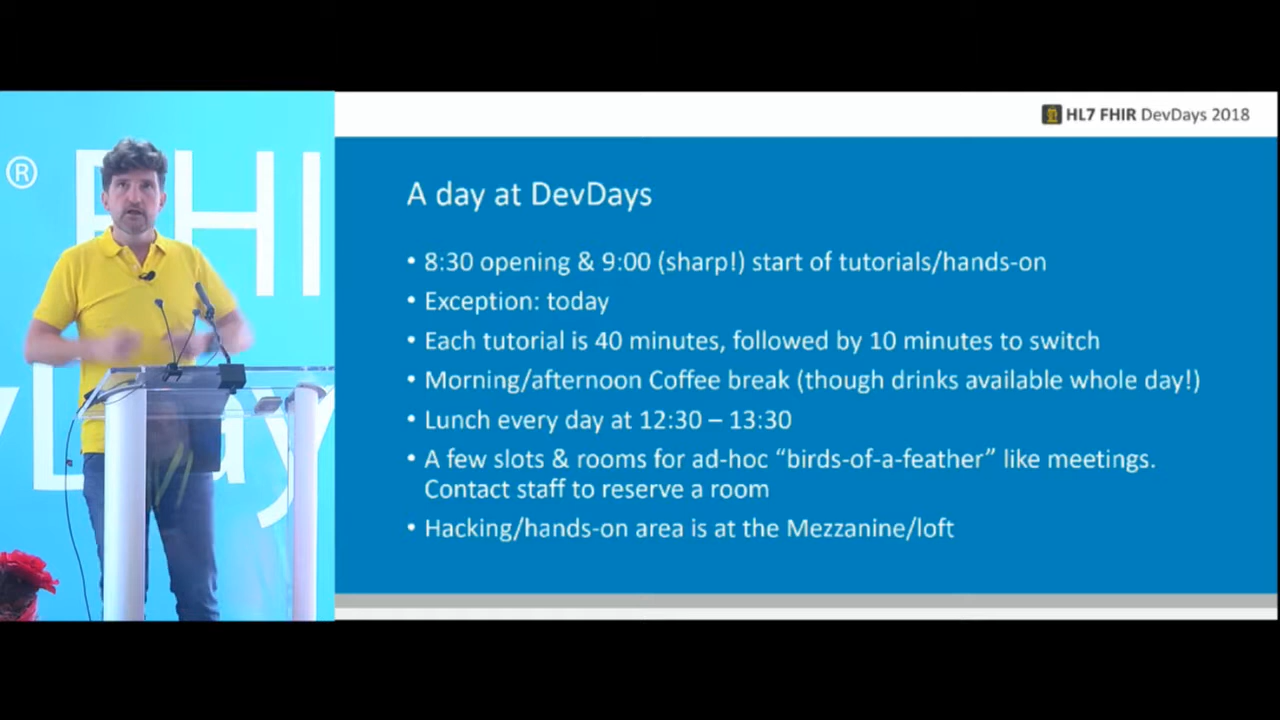 ® FHI
yDay
HL7 FHIR DevDays 2018
A day at DevDays
• 8:30 opening & 9:00 (sharp!) start of tutorials/hands-on
• Exception: today
• Each tutorial is 40 minutes, followed by 10 minutes to switch
• Morning/afternoon Coffee break (though drinks available whole day!)
• Lunch every day at 12:30 – 13:30
• A few slots & rooms for ad-hoc “birds-of-a-feather” like meetings.
Contact staff to reserve a room
• Hacking/hands-on area is at the Mezzanine/loft